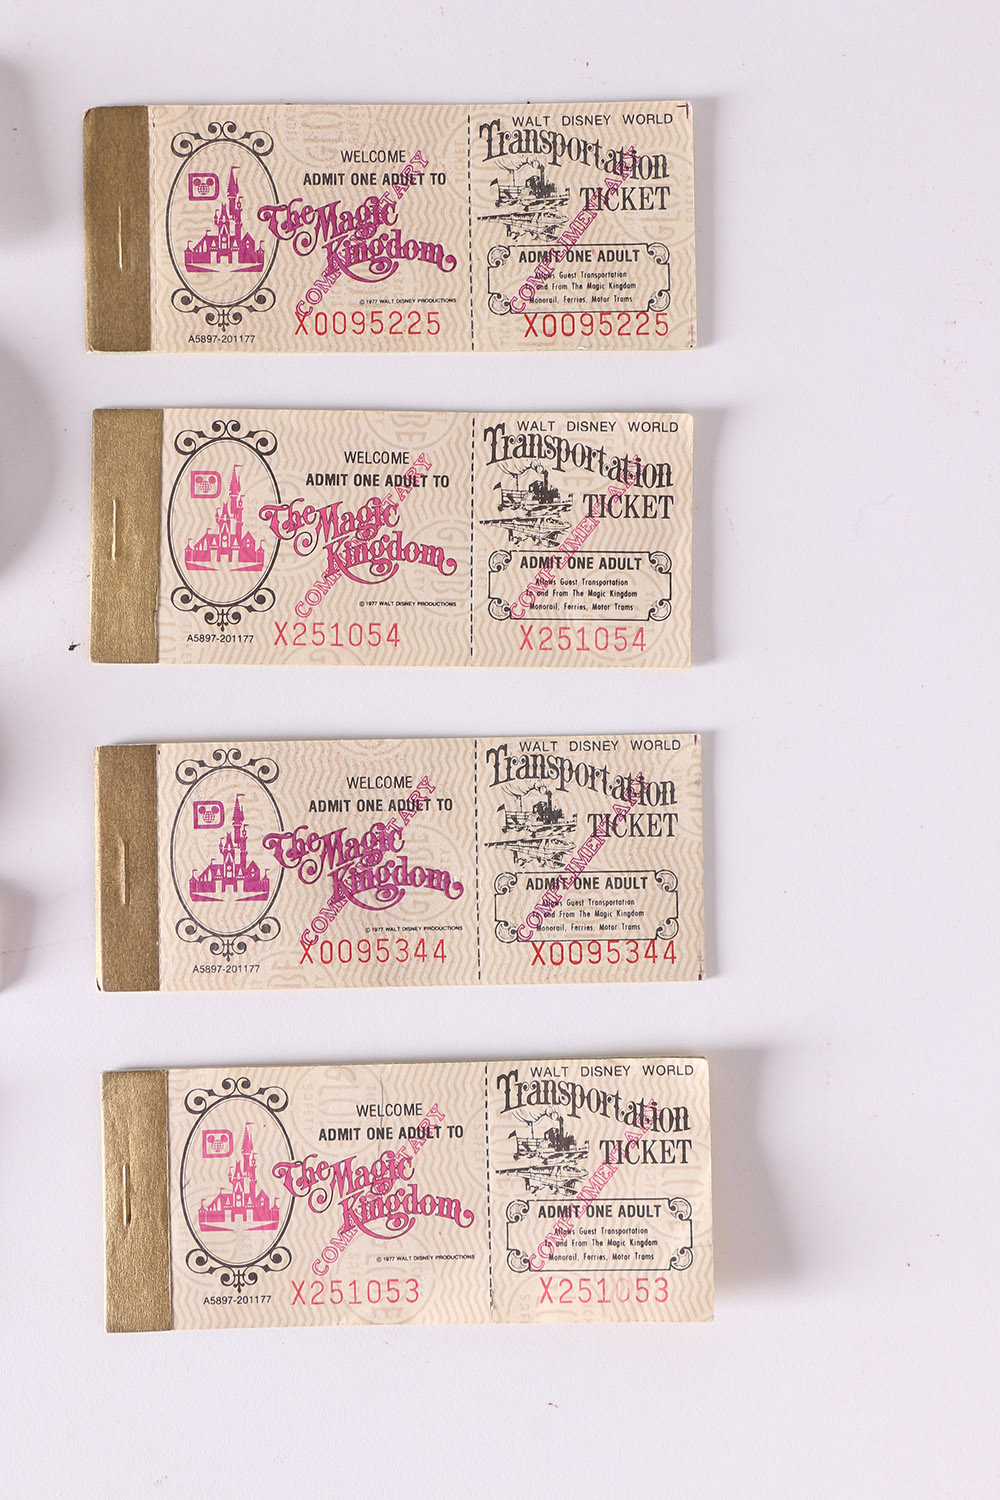 WELCOME
ADMIT ONE ADULT TO
The Magic
Kingdom
COMPLIMENTARY
© 1977 WALT DISNEY PRODUCTIONS
X0095225
A5897-201177
WALT DISNEY WORLD
Transportation
TICKET
ADMIT ONE ADULT
Allows Guest Transportation
to and From The Magic Kingdom
Monorail, Ferries, Motor Trams
COMPLIMENTARY
X0095225
WELCOME
ADMIT ONE ADULT TO
The Magic
Kingdom
COMPLIMENTARY
© 1977 WALT DISNEY PRODUCTIONS
X251054
A5897-201177
WALT DISNEY WORLD
Transportation
TICKET
ADMIT ONE ADULT
Allows Guest Transportation
to and From The Magic Kingdom
Monorail, Ferries, Motor Trams
COMPLIMENTARY
X251054
WELCOME
ADMIT ONE ADULT TO
The Magic
Kingdom
COMPLIMENTARY
© 1977 WALT DISNEY PRODUCTIONS
X0095344
A5897-201177
WALT DISNEY WORLD
Transportation
TICKET
ADMIT ONE ADULT
Allows Guest Transportation
to and From The Magic Kingdom
Monorail, Ferries, Motor Trams
COMPLIMENTARY
X0095344
WELCOME
ADMIT ONE ADULT TO
The Magic
Kingdom
COMPLIMENTARY
© 1977 WALT DISNEY PRODUCTIONS
X251053
A5897-201177
WALT DISNEY WORLD
Transportation
TICKET
ADMIT ONE ADULT
Allows Guest Transportation
to and From The Magic Kingdom
Monorail, Ferries, Motor Trams
COMPLIMENTARY
X251053